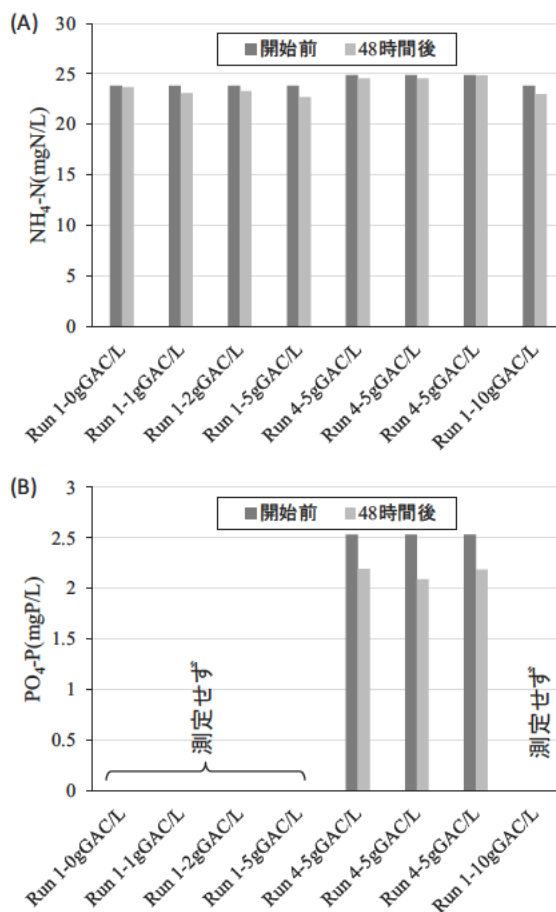 (A)
30
25
20
15
10
5
0
NH₄-N(mgN/L)
開始前 48時間後
Run 1-0gGAC/L
Run 1-1gGAC/L
Run 1-2gGAC/L
Run 1-5gGAC/L
Run 4-5gGAC/L
Run 4-5gGAC/L
Run 4-5gGAC/L
Run 1-10gGAC/L
(B)
3
2.5
2
1.5
1
0.5
0
PO₄-P(mgP/L)
開始前 48時間後
測定せず
測定せず
Run 1-0gGAC/L
Run 1-1gGAC/L
Run 1-2gGAC/L
Run 1-5gGAC/L
Run 4-5gGAC/L
Run 4-5gGAC/L
Run 4-5gGAC/L
Run 1-10gGAC/L